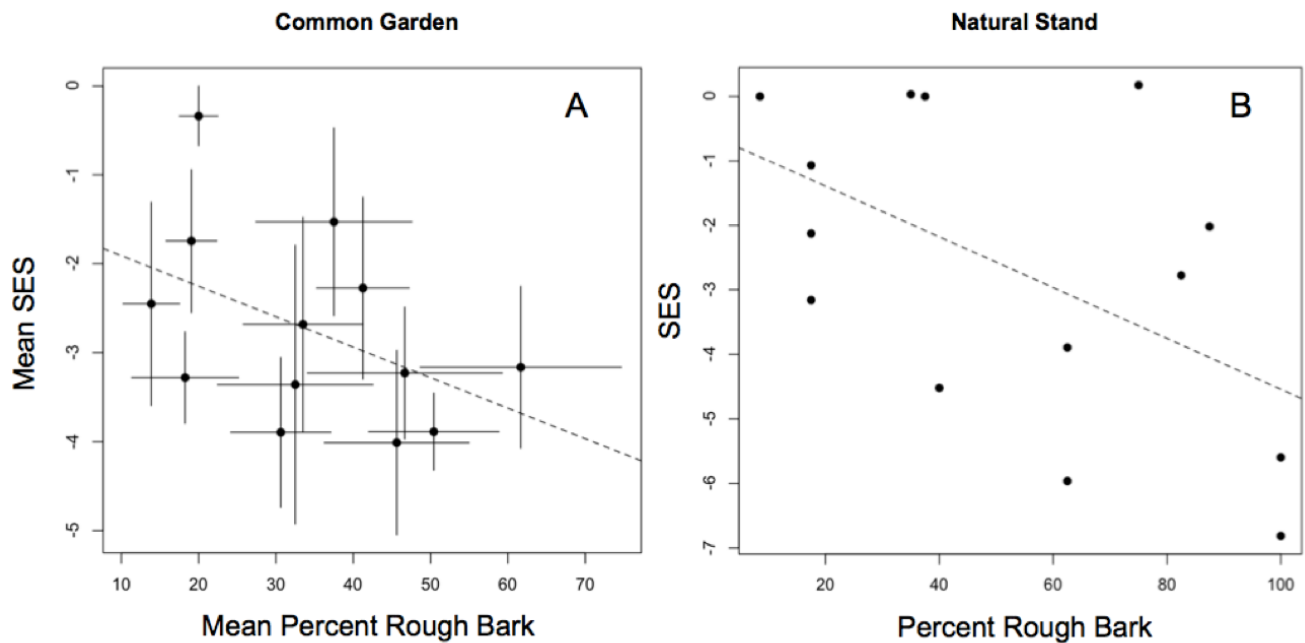 Common Garden
Natural Stand
A
B
Mean SES
0
-1
-2
-3
-4
-5
10 20 30 40 50 60 70
Mean Percent Rough Bark
SES
0
-1
-2
-3
-4
-5
-6
-7
20 40 60 80 100
Percent Rough Bark